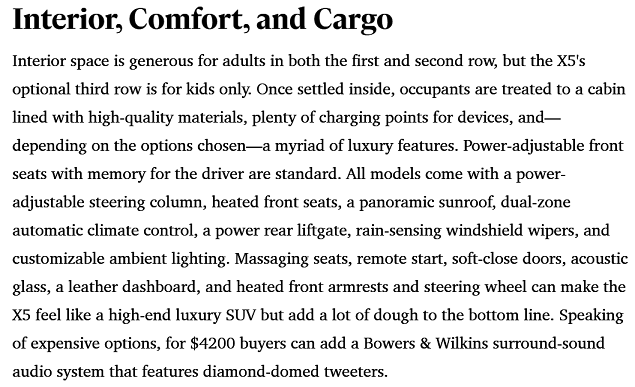 Interior, Comfort, and Cargo
Interior space is generous for adults in both the first and second row, but the X5's
optional third row is for kids only. Once settled inside, occupants are treated to a cabin
lined with high-quality materials, plenty of charging points for devices, and—
depending on the options chosen—a myriad of luxury features. Power-adjustable front
seats with memory for the driver are standard. All models come with a power-
adjustable steering column, heated front seats, a panoramic sunroof, dual-zone
automatic climate control, a power rear liftgate, rain-sensing windshield wipers, and
customizable ambient lighting. Massaging seats, remote start, soft-close doors, acoustic
glass, a leather dashboard, and heated front armrests and steering wheel can make the
X5 feel like a high-end luxury SUV but add a lot of dough to the bottom line. Speaking
of expensive options, for $4200 buyers can add a Bowers & Wilkins surround-sound
audio system that features diamond-domed tweeters.